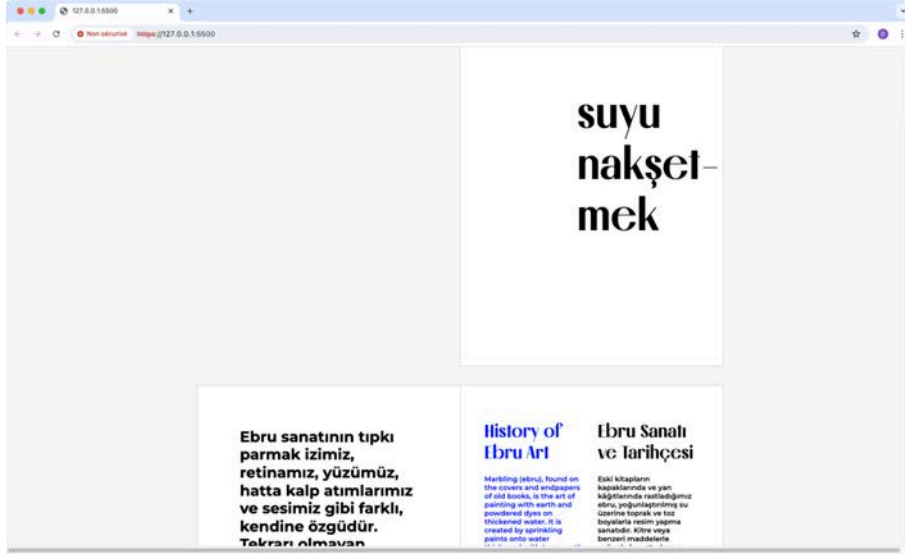 127.0.0.1:5500
Non sécurisé https://127.0.0.1:5500
suyu
nakşet-
mek
Ebru sanatının tıpkı
parmak izimiz,
retinamız, yüzümüz,
hatta kalp atımlarımız
ve sesimiz gibi farklı,
kendine özgüdür.
Tekrarı olmayan
History of
Ebru Art
Marbling (ebru), found on
the covers and endpapers
of old books, is the art of
painting with earth and
powdered dyes on
thickened water. It is
created by sprinkling
paints onto water
Ebru Sanatı
ve Tarihçesi
Eski kitapların
kapaklarında ve yan
kâğıtlarında rastladığımız
ebru, yoğunlaştırılmış su
üzerine toprak ve toz
boyalarla resim yapma
sanatıdır. Kitre veya
benzeri maddelerle